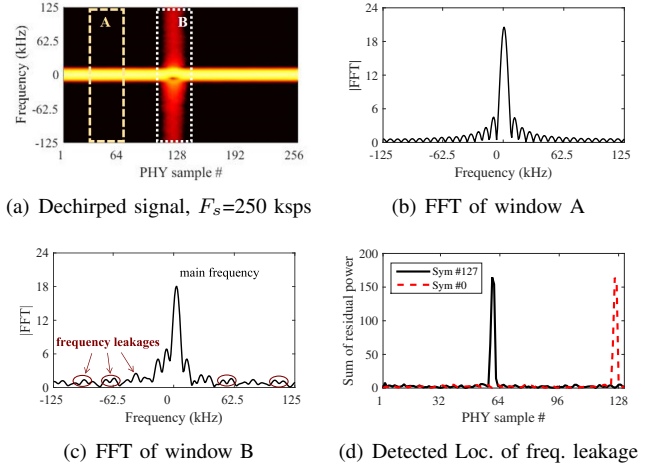 125
62.5
0
-62.5
-125
Frequency (kHz)
A
B
1 64 128 192 256
PHY sample #
(a) Dechirped signal, Fs=250 ksps
24
18
12
6
0
|FFT|
-125 -62.5 0 62.5 125
Frequency (kHz)
(b) FFT of window A
24
18
12
6
0
|FFT|
main frequency
frequency leakages
-125 -62.5 0 62.5 125
Frequency (kHz)
(c) FFT of window B
200
150
100
50
0
Sum of residual power
Sym #127
Sym #0
1 32 64 96 128
PHY sample #
(d) Detected Loc. of freq. leakage